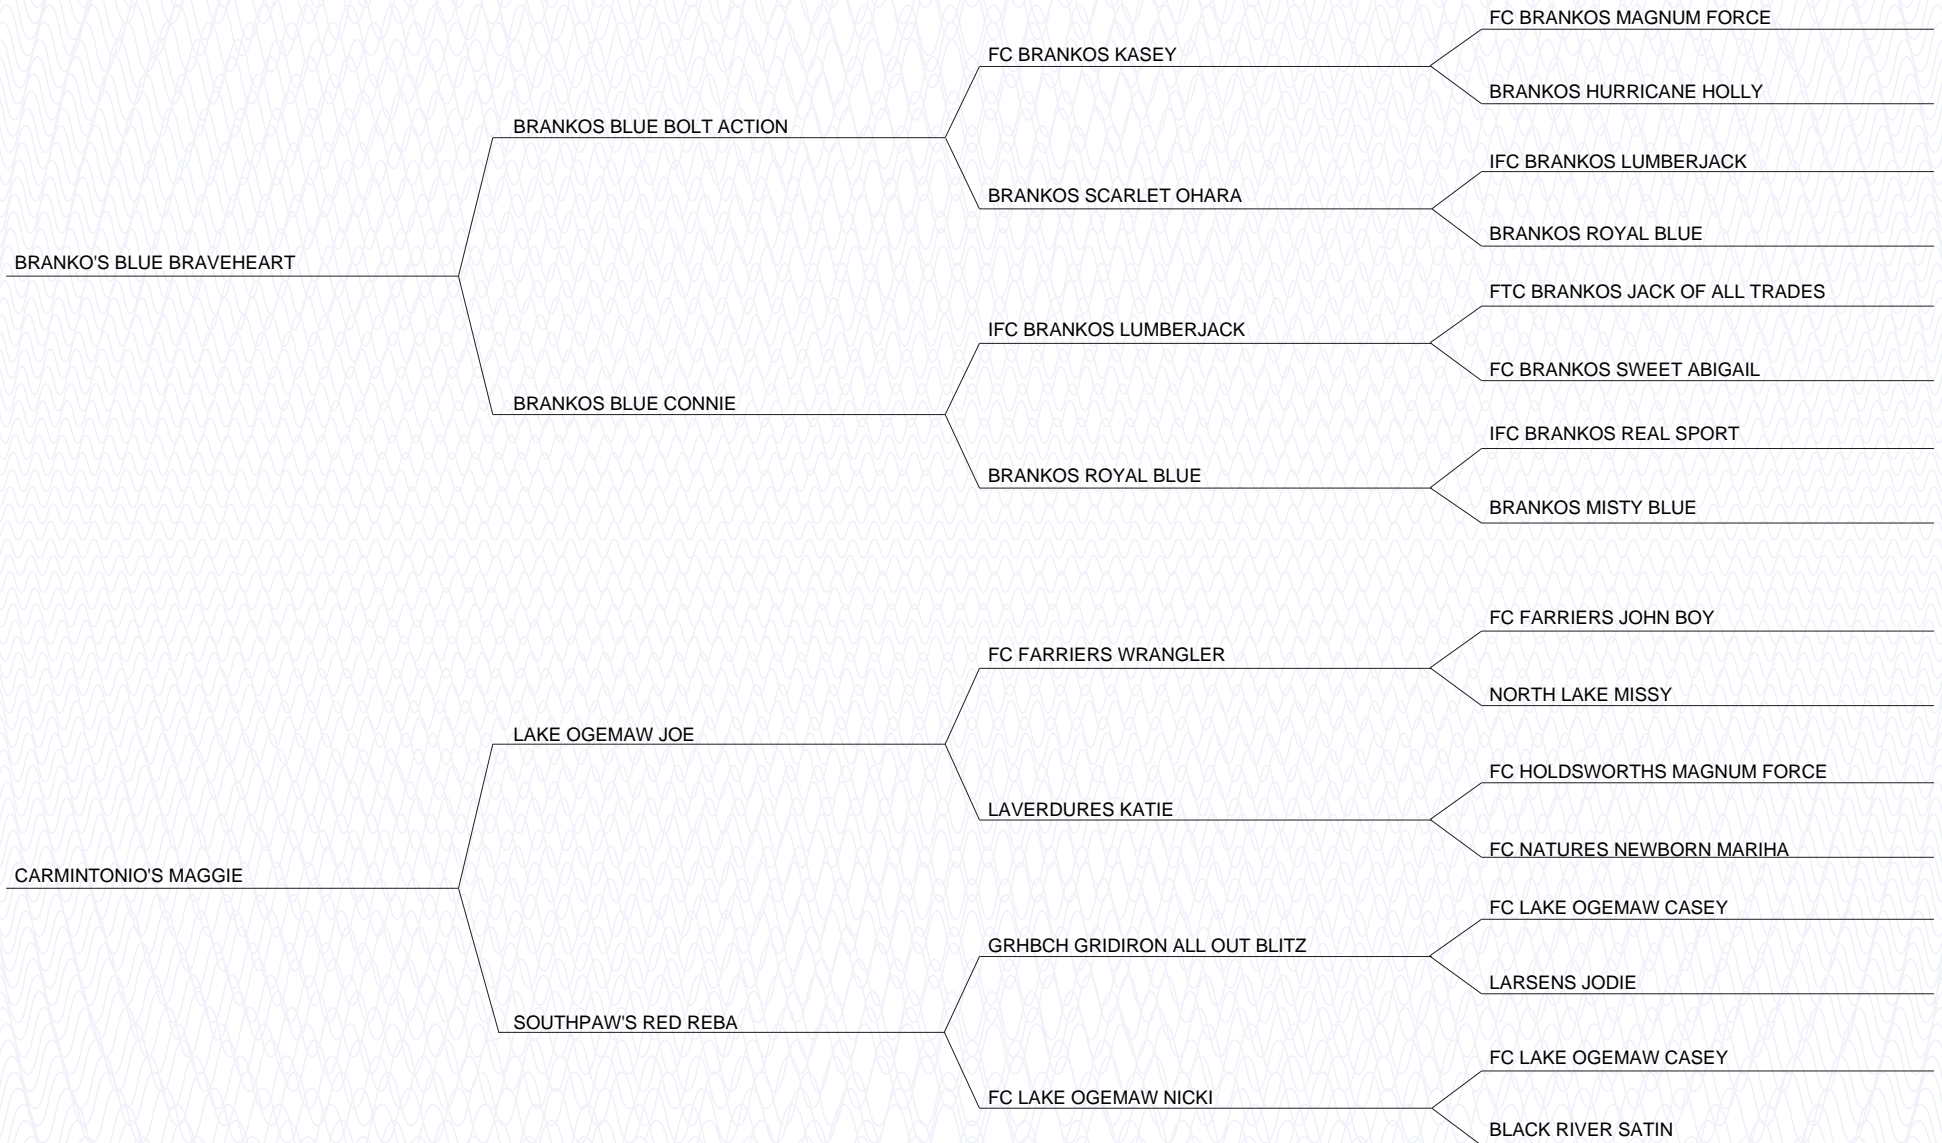 FC BRANKOS MAGNUM FORCE
FC BRANKOS KASEY
BRANKOS HURRICANE HOLLY
BRANKOS BLUE BOLT ACTION
IFC BRANKOS LUMBERJACK
BRANKOS SCARLET OHARA
BRANKOS ROYAL BLUE
BRANKO'S BLUE BRAVEHEART
FTC BRANKOS JACK OF ALL TRADES
IFC BRANKOS LUMBERJACK
FC BRANKOS SWEET ABIGAIL
BRANKOS BLUE CONNIE
IFC BRANKOS REAL SPORT
BRANKOS ROYAL BLUE
BRANKOS MISTY BLUE
FC FARRIERS JOHN BOY
FC FARRIERS WRANGLER
NORTH LAKE MISSY
LAKE OGEMAW JOE
FC HOLDSWORTHS MAGNUM FORCE
LAVERDURES KATIE
FC NATURES NEWBORN MARIHA
CARMINTONIO'S MAGGIE
FC LAKE OGEMAW CASEY
GRHBCH GRIDIRON ALL OUT BLITZ
LARSENS JODIE
SOUTHPAW'S RED REBA
FC LAKE OGEMAW CASEY
FC LAKE OGEMAW NICKI
BLACK RIVER SATIN